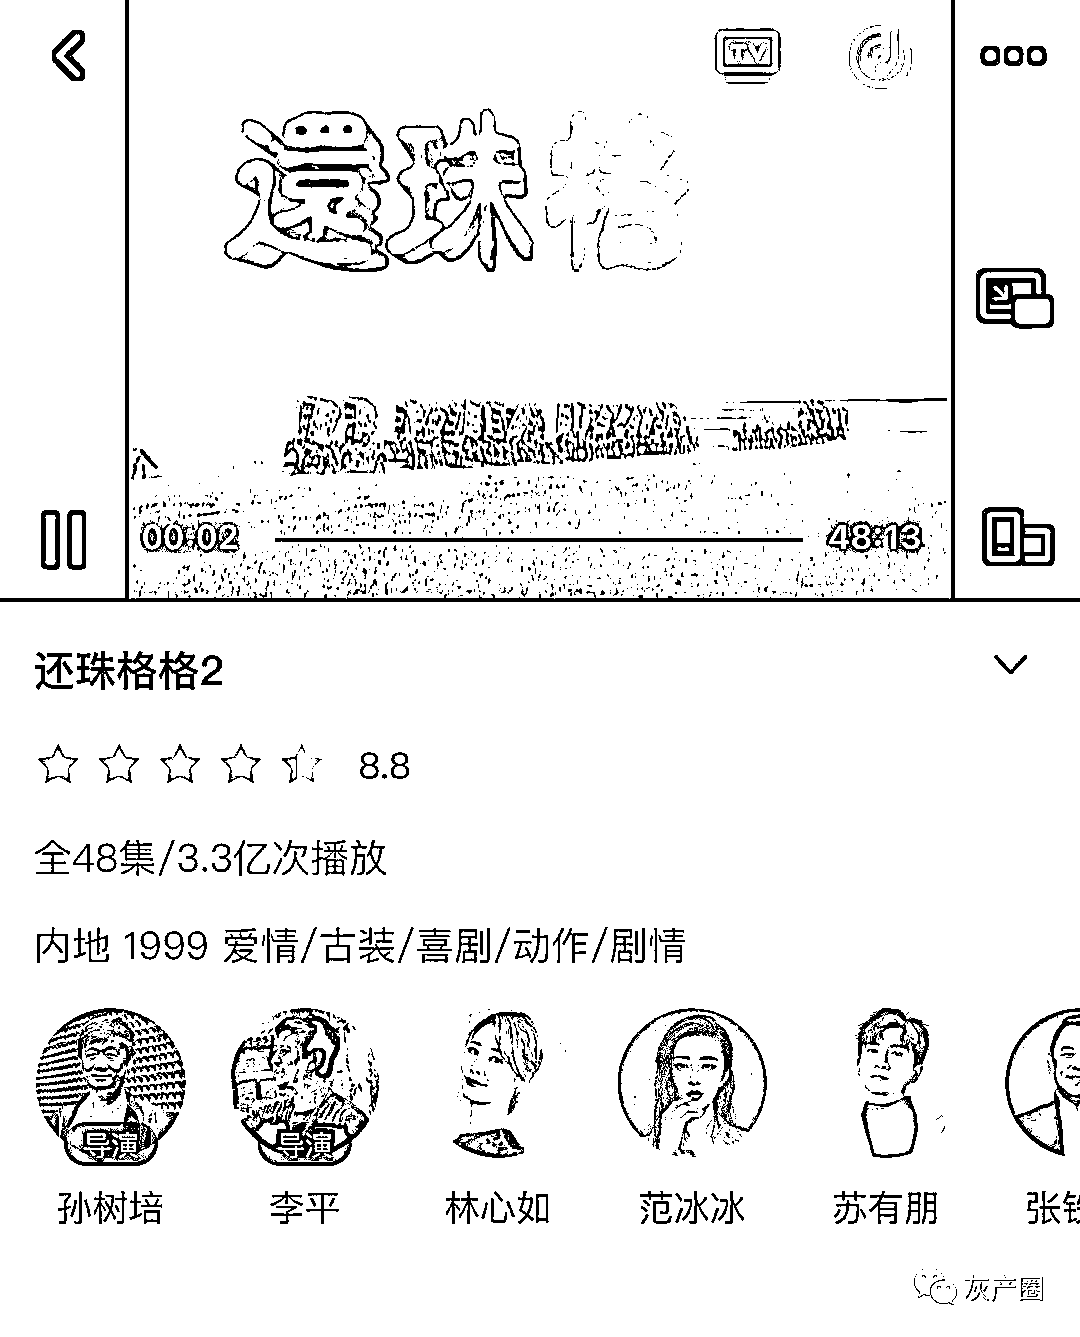 TV
還珠格
00:02
48:13
还珠格格2
8.8
全48集/3.3亿次播放
内地 1999 爱情/古装/喜剧/动作/剧情
导演
导演
孙树培
李平
林心如
范冰冰
苏有朋
张铁
灰产圈